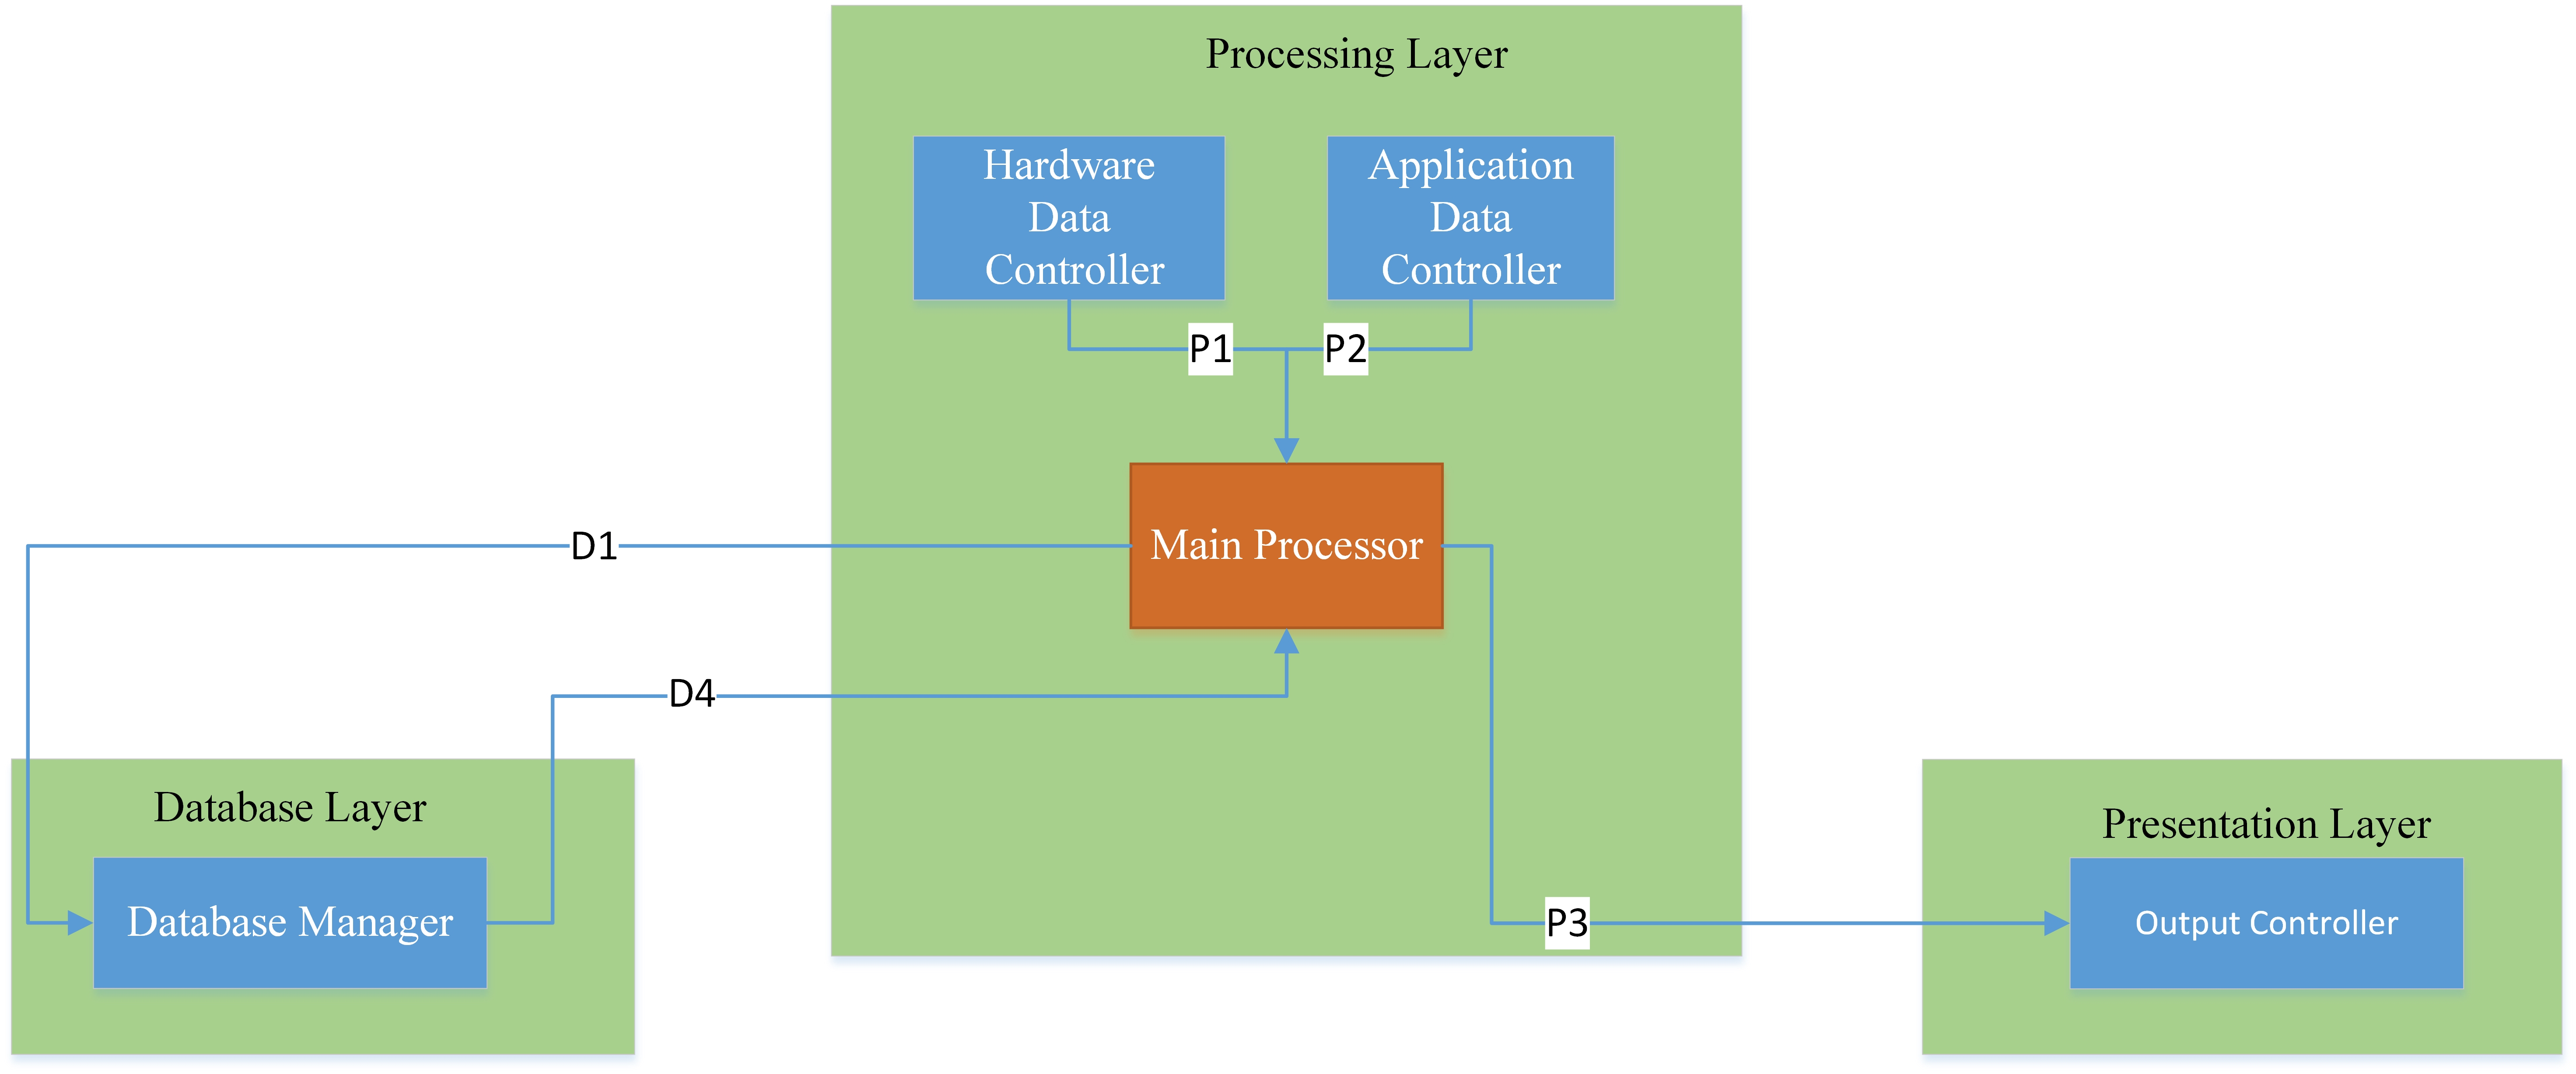 Processing Layer
Hardware
Data
Controller
Application
Data
Controller
P1
P2
Main Processor
D1
D4
Database Layer
Database Manager
P3
Presentation Layer
Output Controller